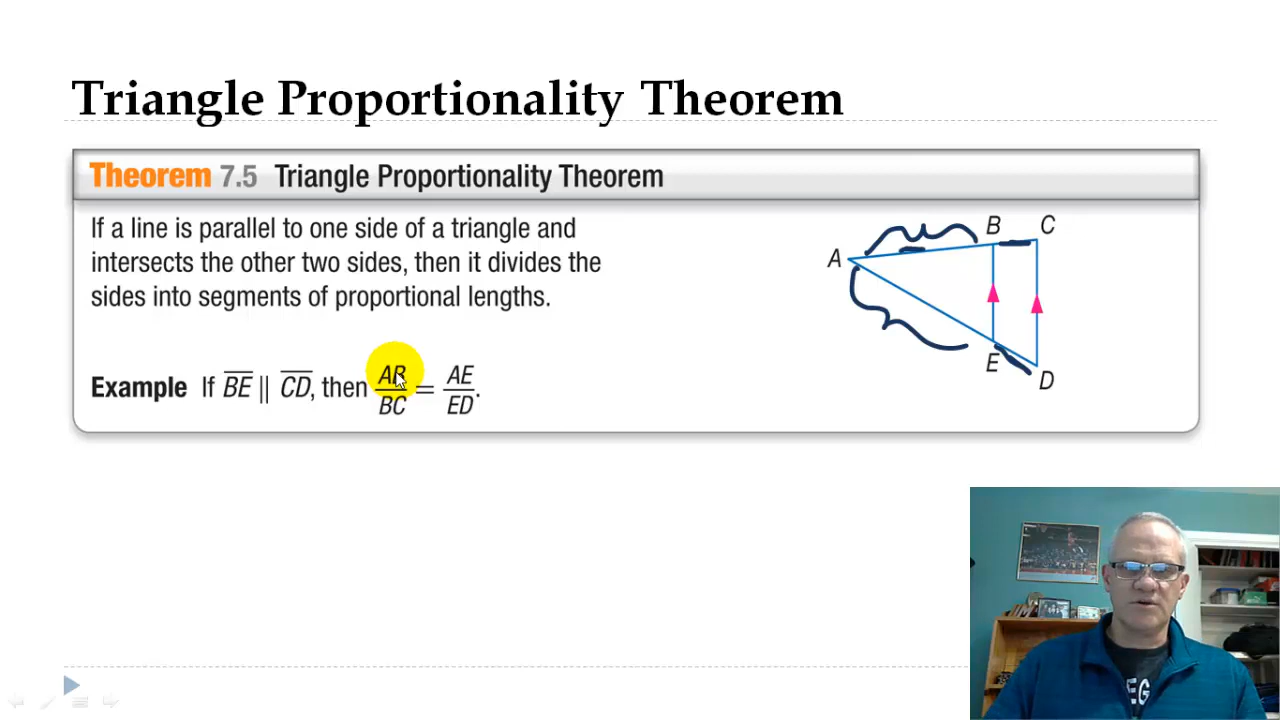 Triangle Proportionality Theorem
Theorem 7.5 Triangle Proportionality Theorem
If a line is parallel to one side of a triangle and
intersects the other two sides, then it divides the
sides into segments of proportional lengths.
Example If BE || CD, then AB/BC = AE/ED.
A
B
C
E
D
EG